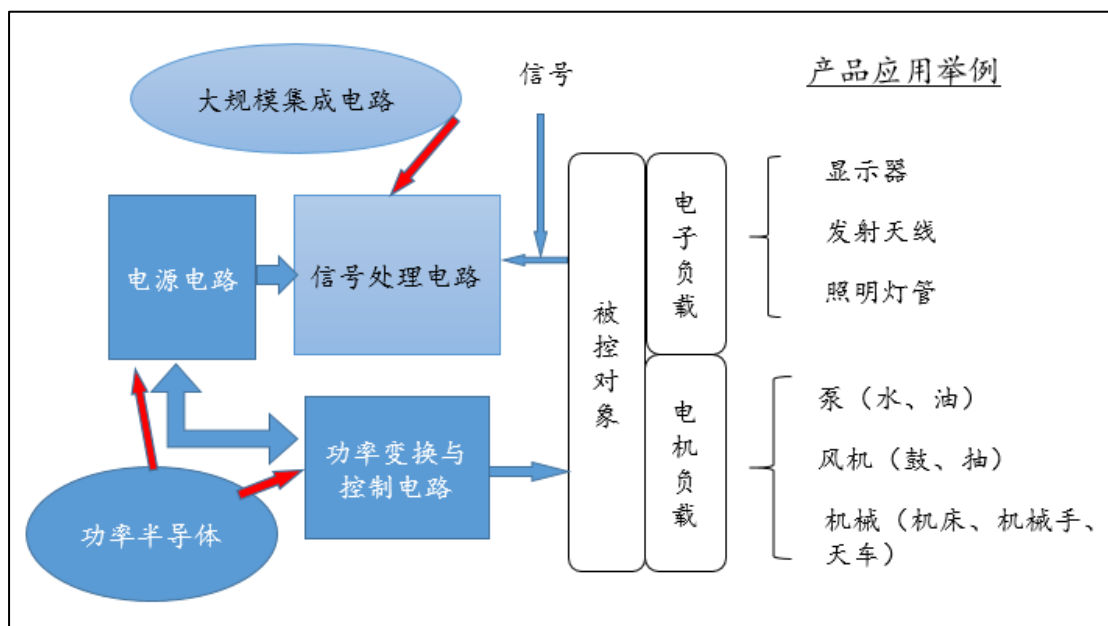 大规模集成电路
信号
产品应用举例
电源电路
信号处理电路
被控对象
电子负载
显示器
发射天线
照明灯管
功率半导体
功率变换与
控制电路
电机负载
泵（水、油）
风机（鼓、抽）
机械（机床、机械手、
天车）